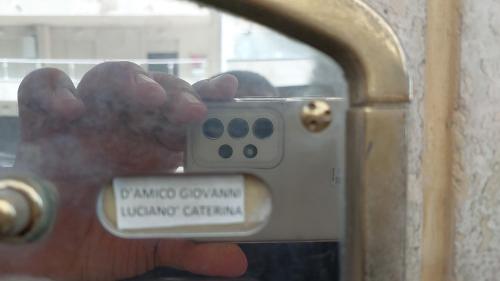 D'AMICO GIOVANNI
LUCIANO' CATERINA